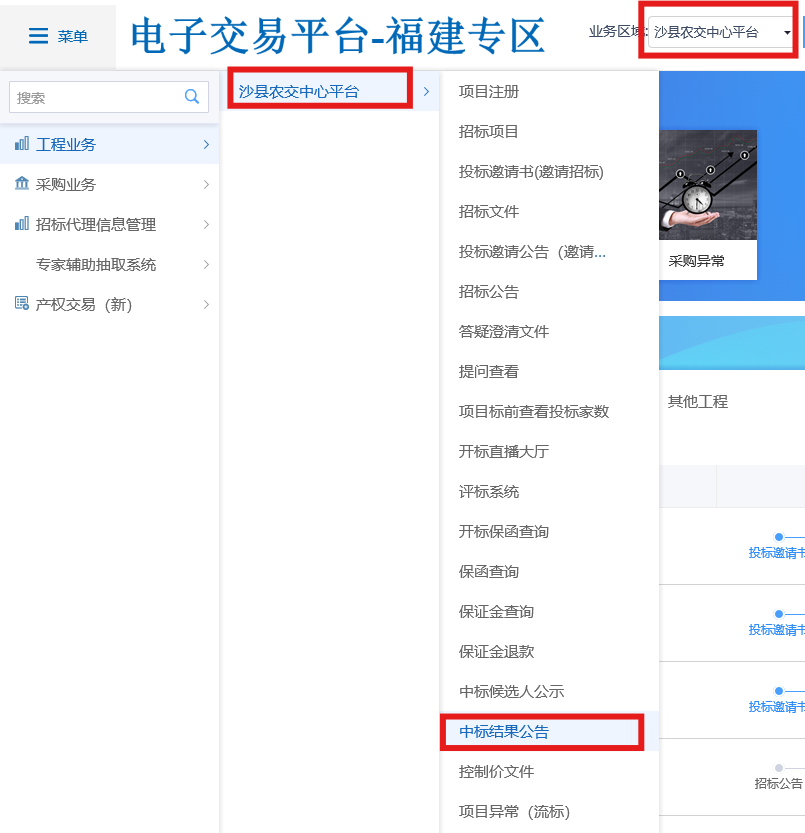 菜单
电子交易平台-福建专区
业务区域:
沙县农交中心平台
搜索
工程业务
采购业务
招标代理信息管理
专家辅助抽取系统
产权交易（新）
沙县农交中心平台
项目注册
招标项目
投标邀请书(邀请招标)
招标文件
投标邀请公告（邀请...
招标公告
答疑澄清文件
提问查看
项目标前查看投标家数
开标直播大厅
评标系统
开标保函查询
保函查询
保证金查询
保证金退款
中标候选人公示
中标结果公告
控制价文件
项目异常（流标）
采购异常
其他工程
投标邀请书
投标邀请书
投标邀请书
招标公告